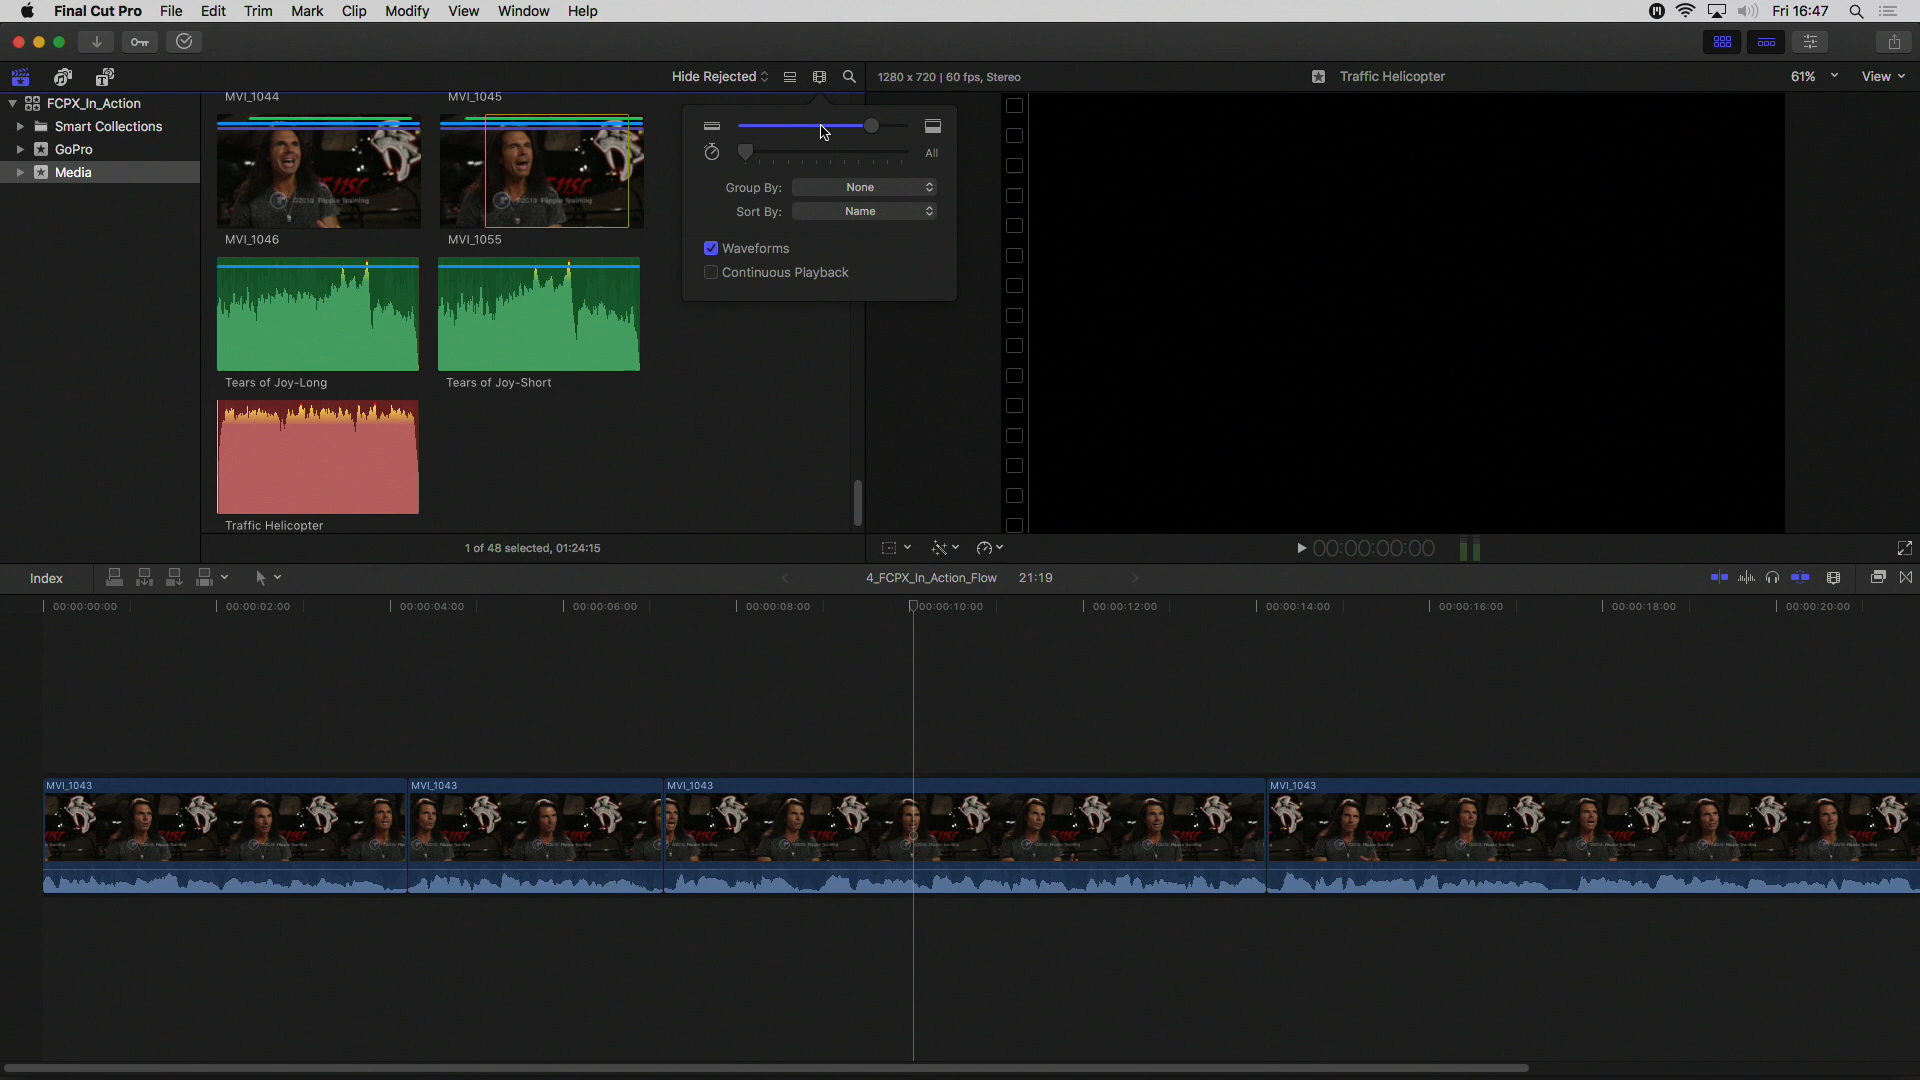 Final Cut Pro File Edit Trim Mark Clip Modify View Window Help Fri 16:47
Hide Rejected 1280 x 720 | 60 fps, Stereo Traffic Helicopter 61% View
FCPX_In_Action
Smart Collections
GoPro
Media
MVI_1044 MVI_1045
MVI_1046 MVI_1055
Tears of Joy-Long Tears of Joy-Short
Traffic Helicopter
All
Group By: None
Sort By: Name
Waveforms
Continuous Playback
1 of 48 selected, 01:24:15
00:00:00:00
Index 4_FCPX_In_Action_Flow 21:19
00:00:00:00 00:00:02:00 00:00:04:00 00:00:06:00 00:00:08:00 00:00:10:00 00:00:12:00 00:00:14:00 00:00:16:00 00:00:18:00 00:00:20:00
MVI_1043 MVI_1043 MVI_1043 MVI_1043